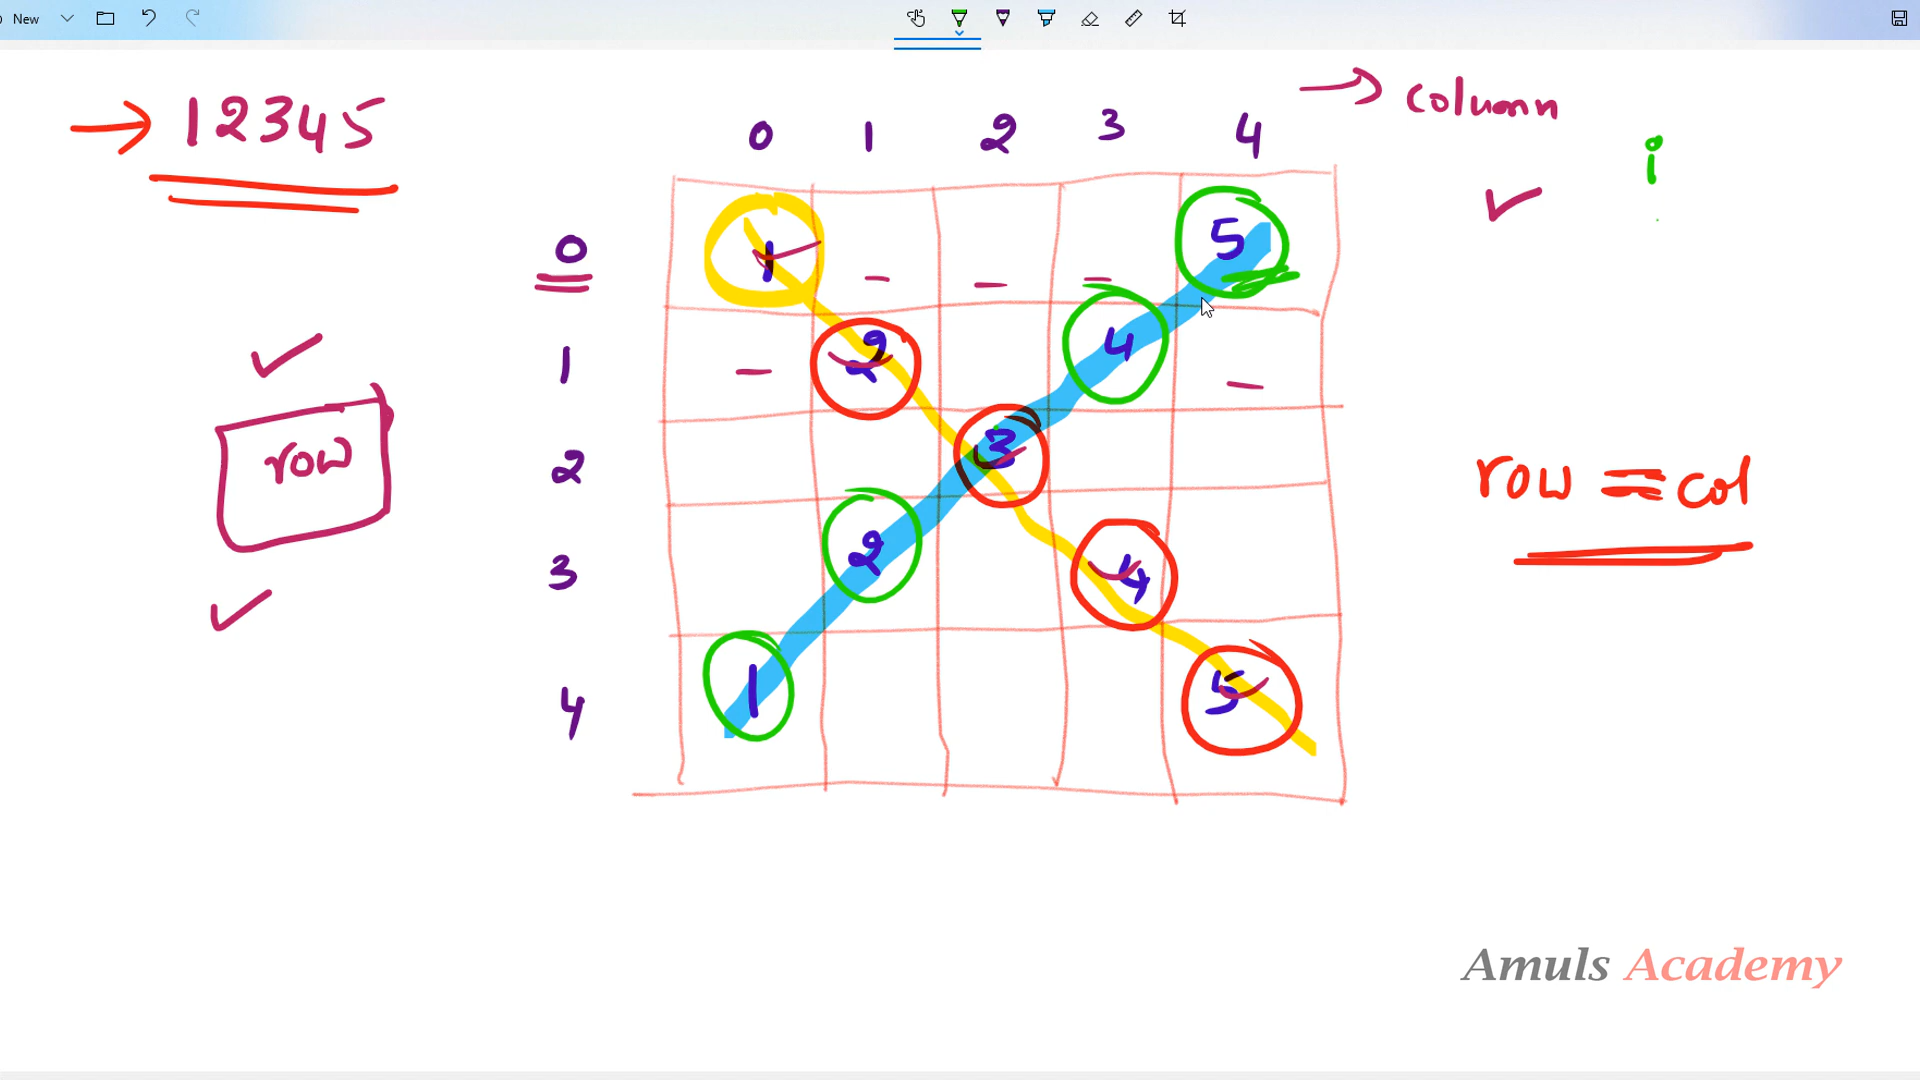 New
12345
column
0 1 2 3 4
i
0 1 - - - 5
1 - 2 4 -
2 3
row
row = col
3 2 4
4 1 5
Amuls Academy